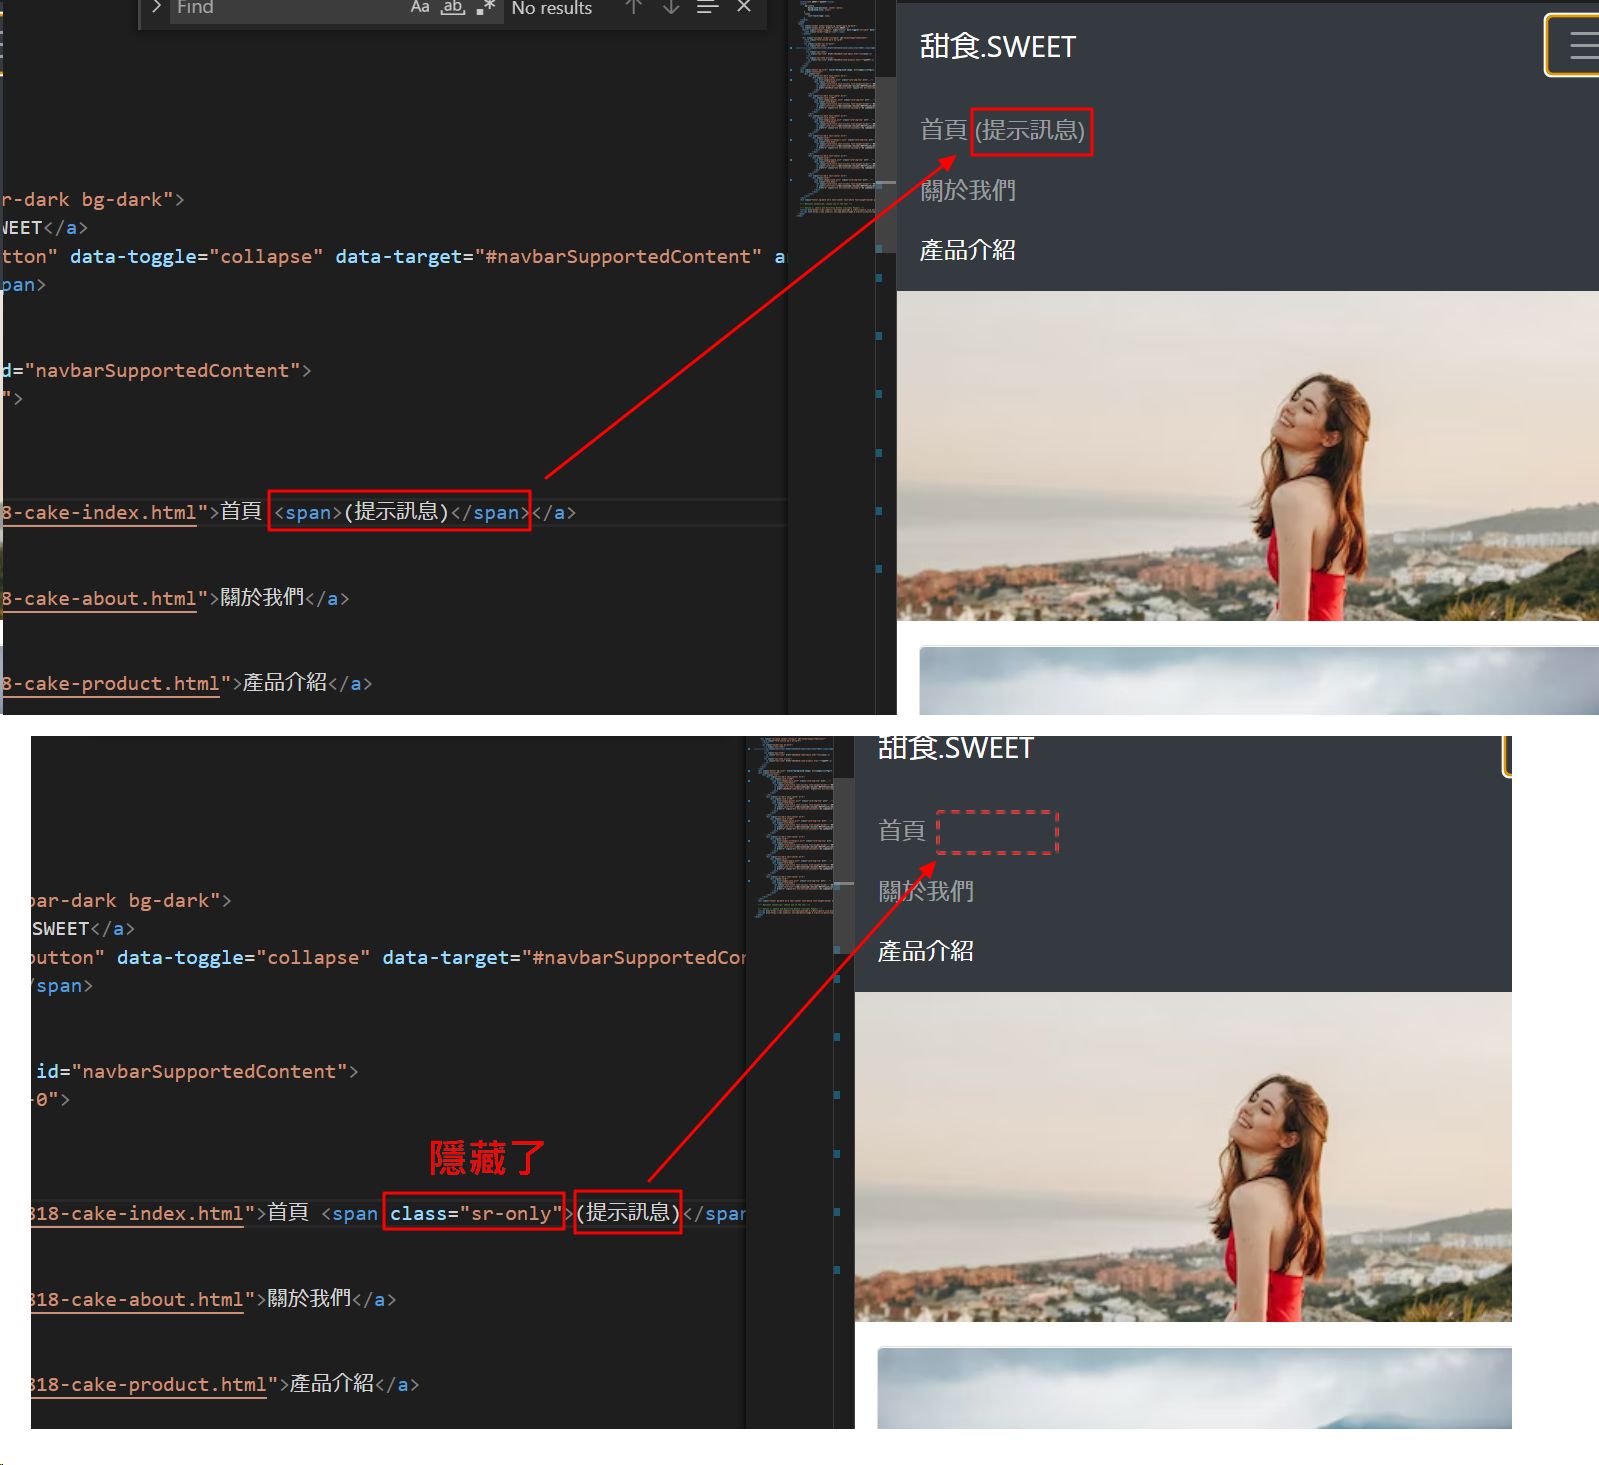 Find
Aa ab * No results
甜食.SWEET
首頁 (提示訊息)
關於我們
產品介紹
r-dark bg-dark">
WEET</a>
tton" data-toggle="collapse" data-target="#navbarSupportedContent" a
pan>
d="navbarSupportedContent">
">
8-cake-index.html">首頁 <span>(提示訊息)</span></a>
8-cake-about.html">關於我們</a>
8-cake-product.html">產品介紹</a>
甜食.SWEET
首頁
關於我們
產品介紹
bar-dark bg-dark">
SWEET</a>
button" data-toggle="collapse" data-target="#navbarSupportedCor
/span>
id="navbarSupportedContent">
-0">
隱藏了
818-cake-index.html">首頁 <span class="sr-only">(提示訊息)</spar
818-cake-about.html">關於我們</a>
818-cake-product.html">產品介紹</a>